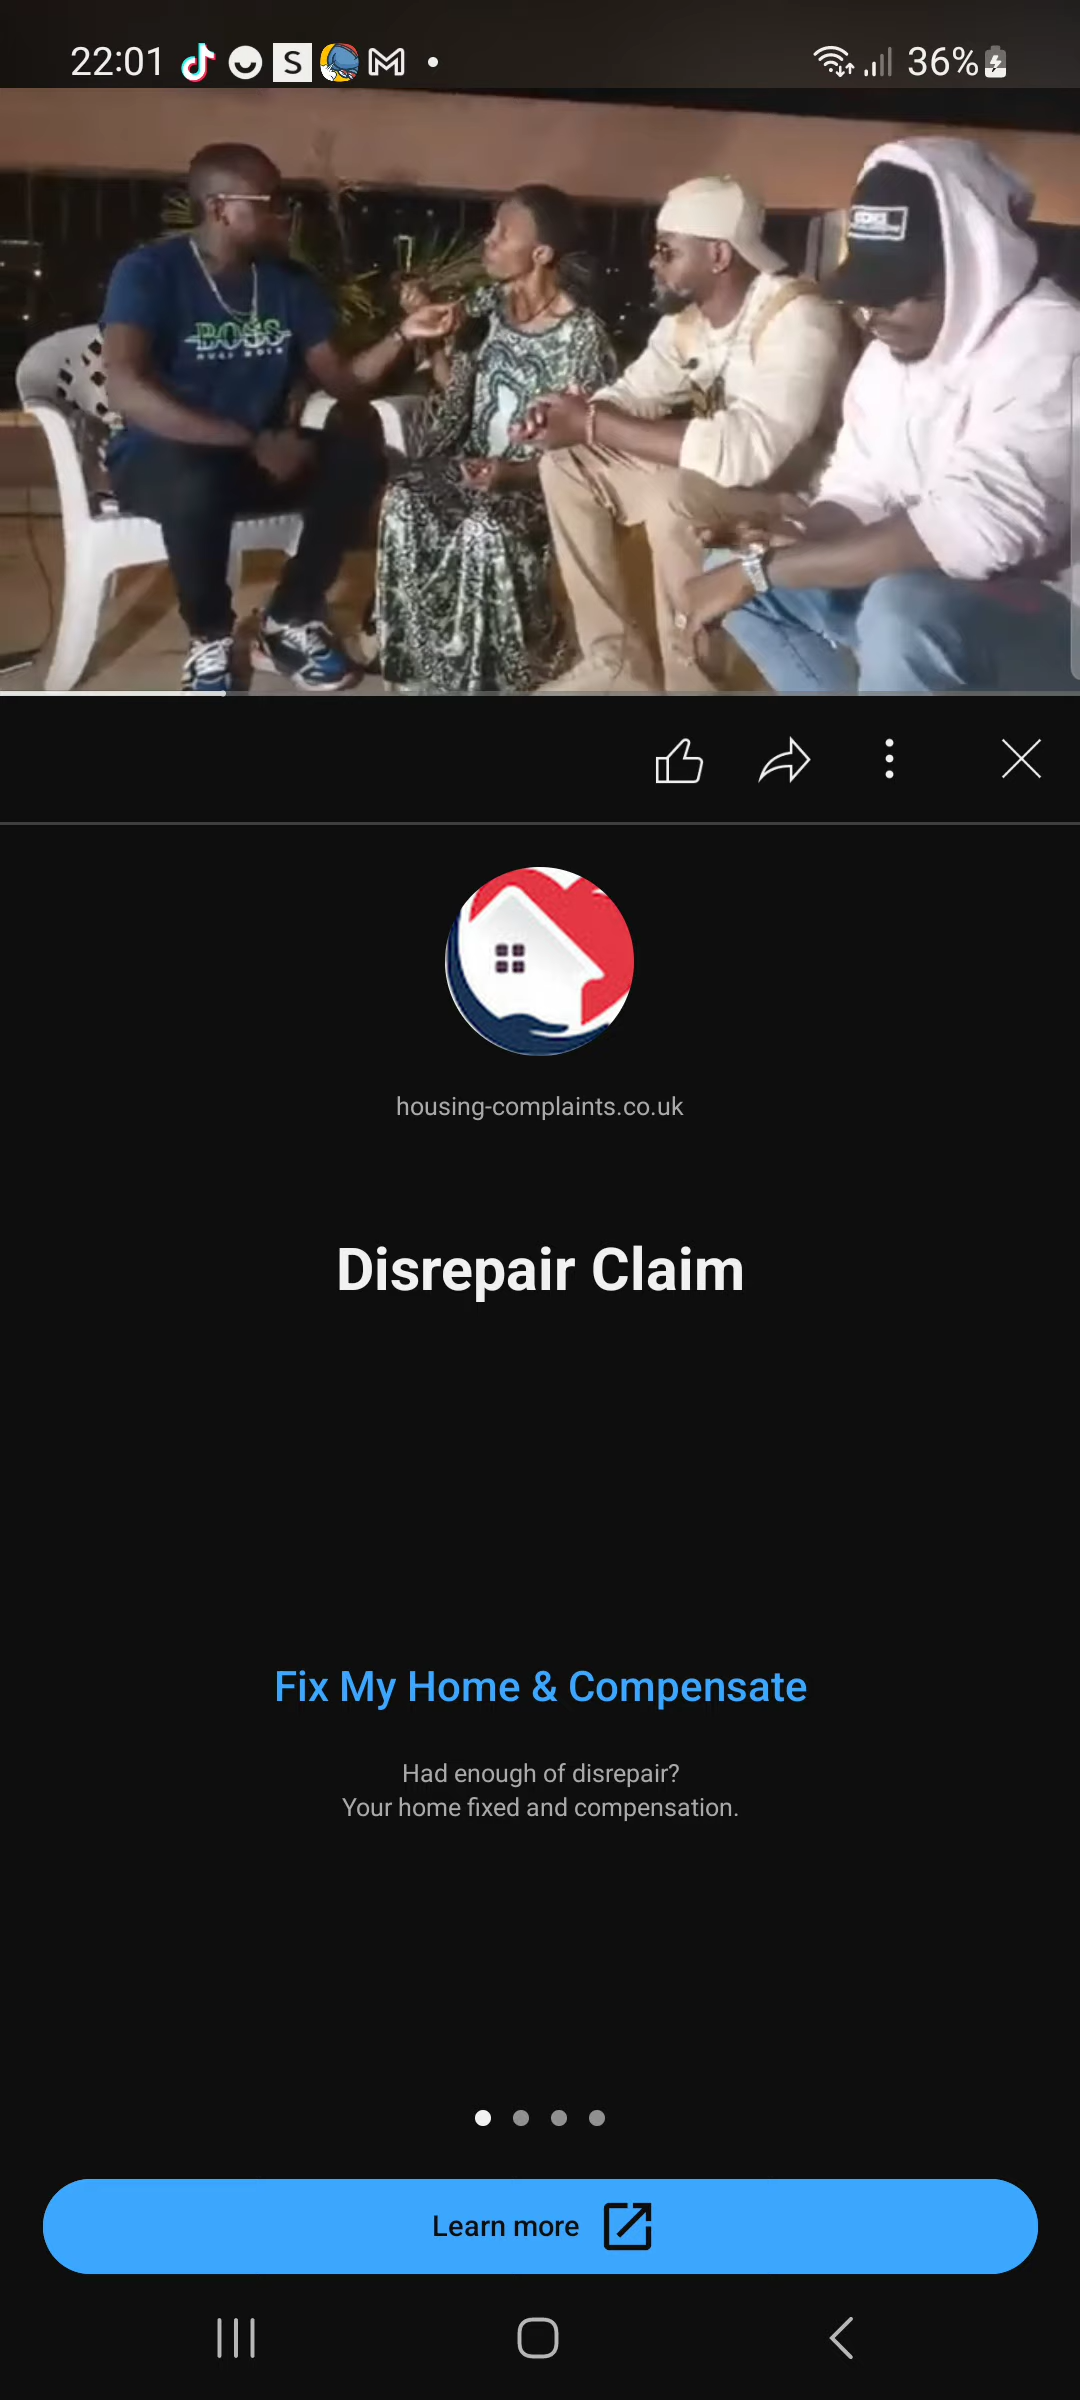 22:01
S
36%
BOSS
housing-complaints.co.uk
Disrepair Claim
Fix My Home & Compensate
Had enough of disrepair?
Your home fixed and compensation.
Learn more